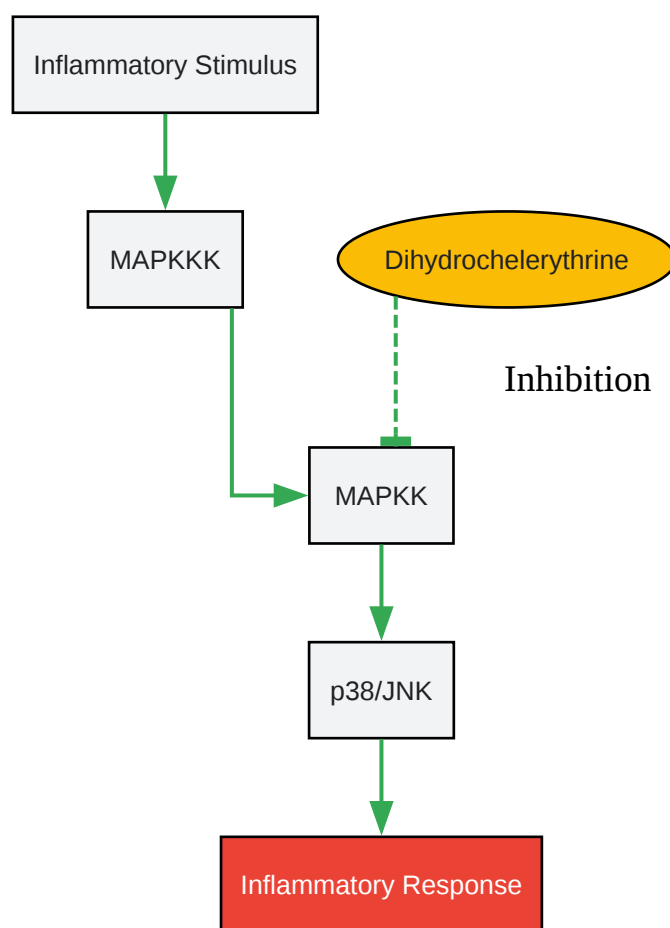 Inflammatory Stimulus
MAPKKK
Dihydrochelerythrine
Inhibition
MAPKK
p38/JNK
Inflammatory Response